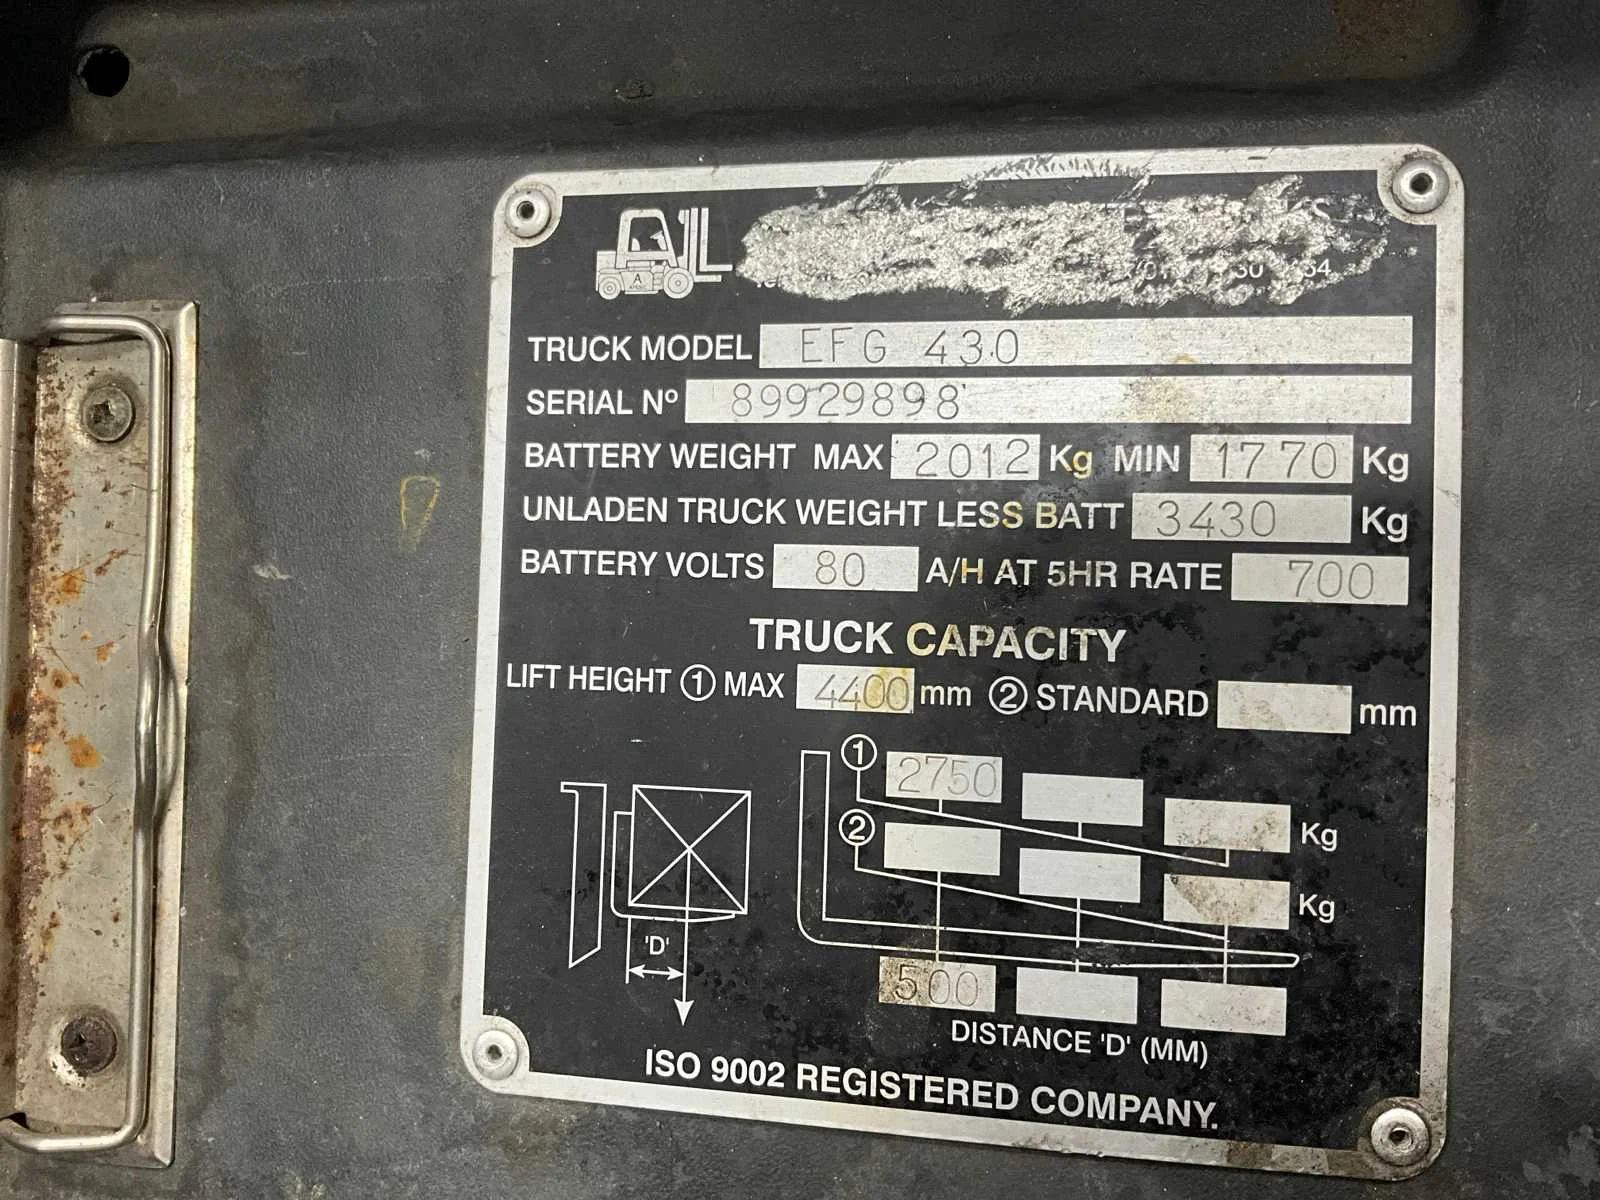 TRUCK MODEL EFG 430
SERIAL Nº 89929898
BATTERY WEIGHT MAX 2012 Kg MIN 1770 Kg
UNLADEN TRUCK WEIGHT LESS BATT 3430 Kg
BATTERY VOLTS 80 A/H AT 5HR RATE 700
TRUCK CAPACITY
LIFT HEIGHT ① MAX 4400 mm ② STANDARD mm
① 2750 Kg
② Kg
'D'
500
DISTANCE 'D' (MM)
ISO 9002 REGISTERED COMPANY.